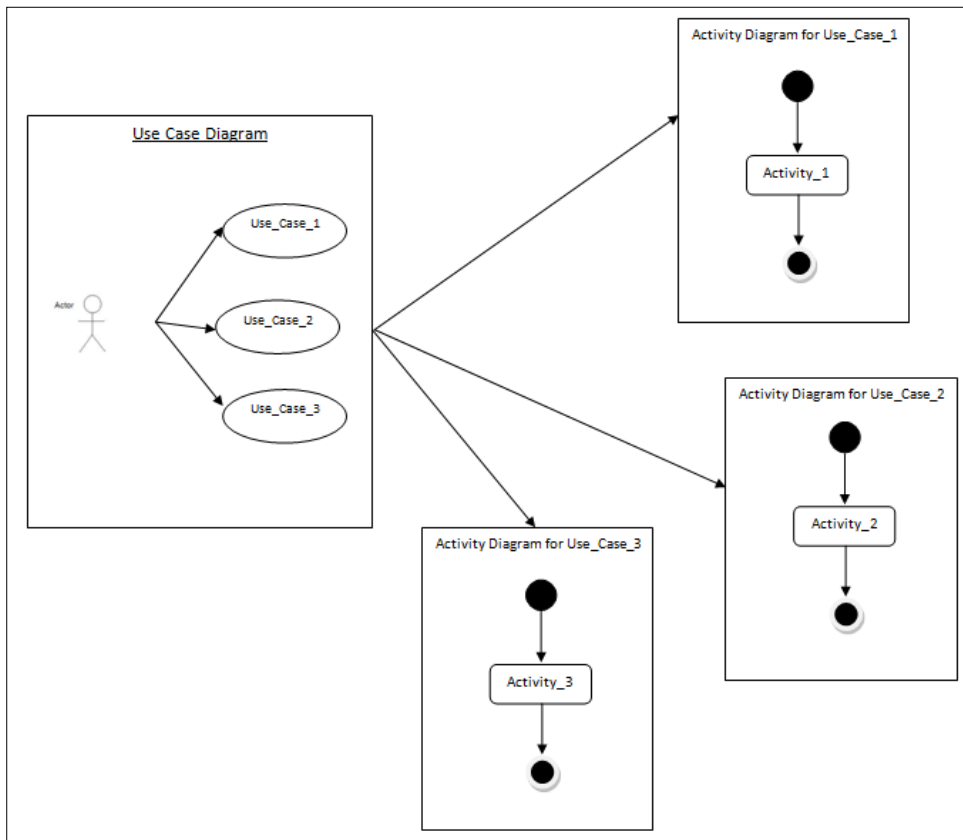 Activity Diagram for Use_Case_1
Activity_1
Use Case Diagram
Use_Case_1
Actor
Use_Case_2
Use_Case_3
Activity Diagram for Use_Case_2
Activity_2
Activity Diagram for Use_Case_3
Activity_3